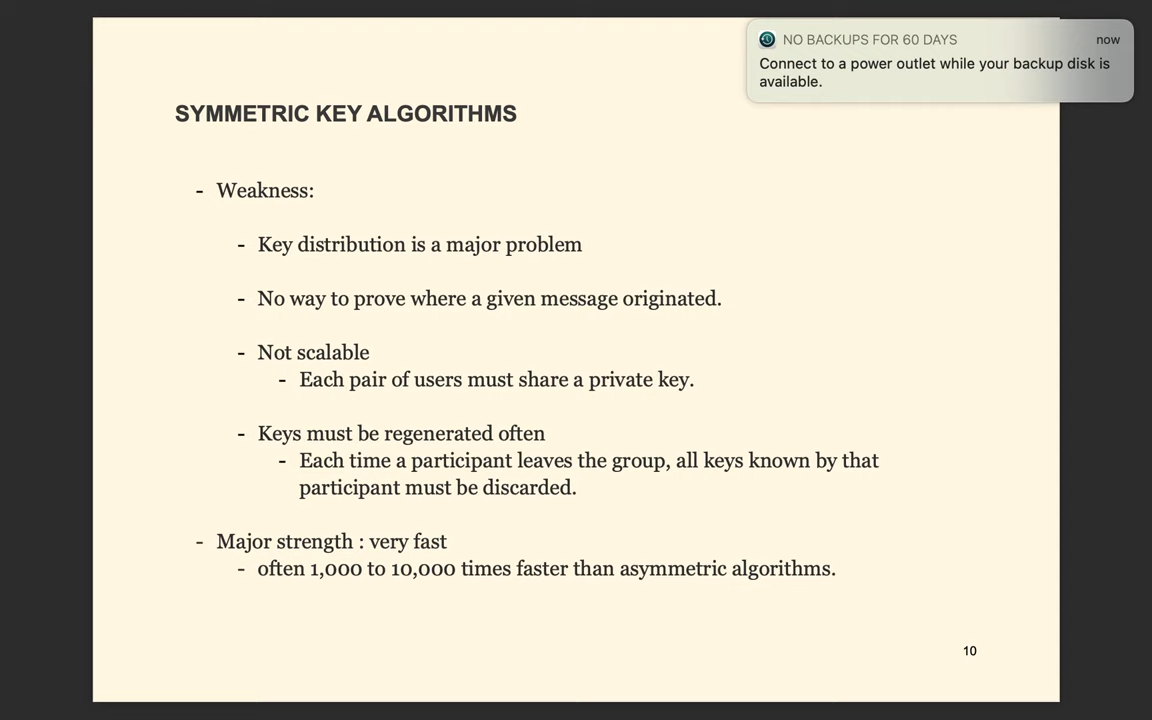 NO BACKUPS FOR 60 DAYS
now
Connect to a power outlet while your backup disk is
available.
SYMMETRIC KEY ALGORITHMS
- Weakness:
- Key distribution is a major problem
- No way to prove where a given message originated.
- Not scalable
- Each pair of users must share a private key.
- Keys must be regenerated often
- Each time a participant leaves the group, all keys known by that
participant must be discarded.
- Major strength : very fast
- often 1,000 to 10,000 times faster than asymmetric algorithms.
10